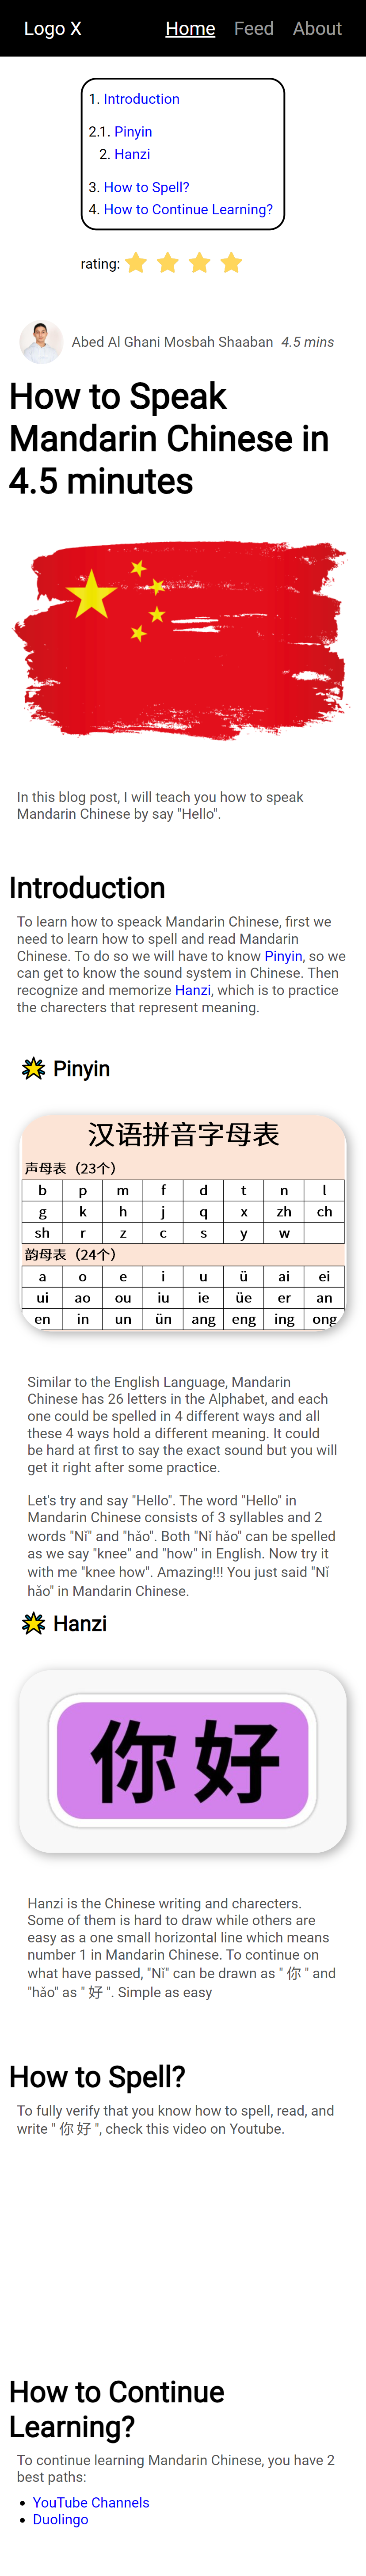 Logo X Home Feed About
1. Introduction
2.1. Pinyin
2. Hanzi
3. How to Spell?
4. How to Continue Learning?
rating:
Abed Al Ghani Mosbah Shaaban 4.5 mins
How to Speak
Mandarin Chinese in
4.5 minutes
In this blog post, I will teach you how to speak
Mandarin Chinese by say "Hello".
Introduction
To learn how to speack Mandarin Chinese, first we
need to learn how to spell and read Mandarin
Chinese. To do so we will have to know Pinyin, so we
can get to know the sound system in Chinese. Then
recognize and memorize Hanzi, which is to practice
the charecters that represent meaning.
Pinyin
汉语拼音字母表
声母表（23个）
b p m f d t n l
g k h j q x zh ch
sh r z c s y w
韵母表（24个）
a o e i u ü ai ei
ui ao ou iu ie üe er an
en in un ün ang eng ing ong
Similar to the English Language, Mandarin
Chinese has 26 letters in the Alphabet, and each
one could be spelled in 4 different ways and all
these 4 ways hold a different meaning. It could
be hard at first to say the exact sound but you will
get it right after some practice.
Let's try and say "Hello". The word "Hello" in
Mandarin Chinese consists of 3 syllables and 2
words "Nǐ" and "hǎo". Both "Nǐ hǎo" can be spelled
as we say "knee" and "how" in English. Now try it
with me "knee how". Amazing!!! You just said "Nǐ
hǎo" in Mandarin Chinese.
Hanzi
你好
Hanzi is the Chinese writing and charecters.
Some of them is hard to draw while others are
easy as a one small horizontal line which means
number 1 in Mandarin Chinese. To continue on
what have passed, "Nǐ" can be drawn as " 你 " and
"hǎo" as " 好 ". Simple as easy
How to Spell?
To fully verify that you know how to spell, read, and
write " 你 好 ", check this video on Youtube.
How to Continue
Learning?
To continue learning Mandarin Chinese, you have 2
best paths:
• YouTube Channels
• Duolingo